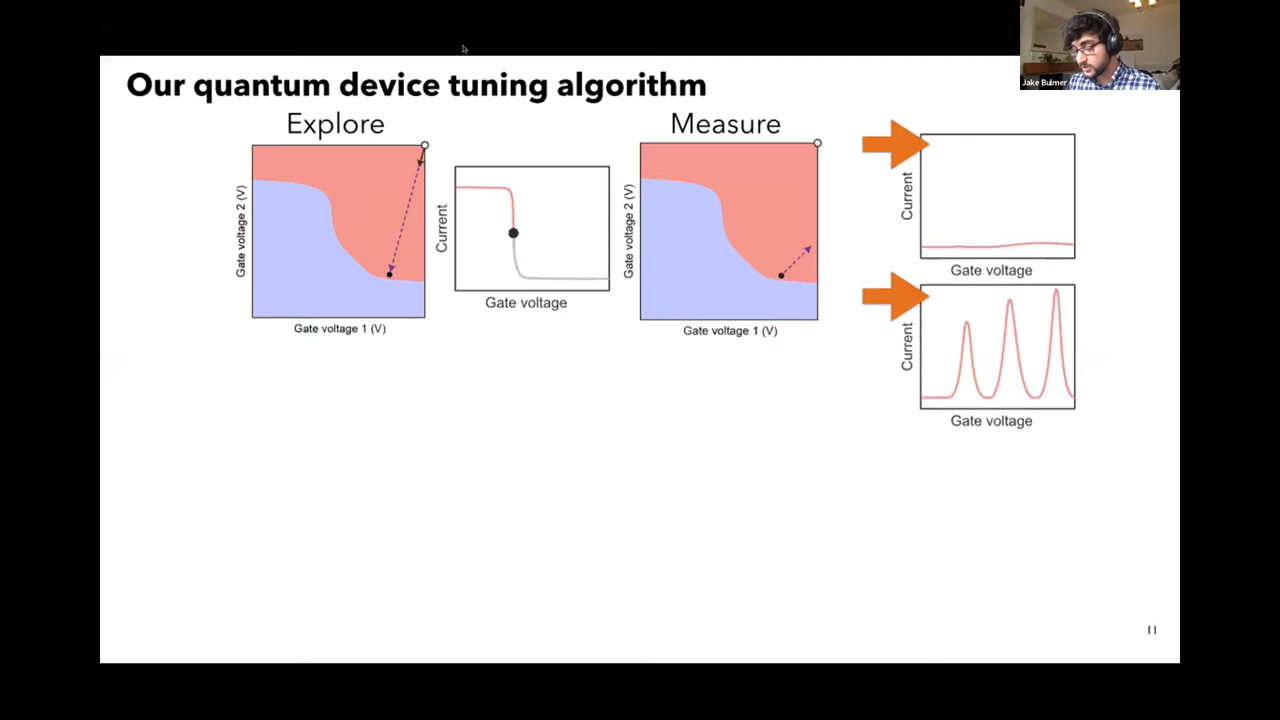 Jake Bulmer
Our quantum device tuning algorithm
Explore
Gate voltage 2 (V)
Gate voltage 1 (V)
Current
Gate voltage
Measure
Gate voltage 2 (V)
Gate voltage 1 (V)
Current
Gate voltage
Current
Gate voltage
11